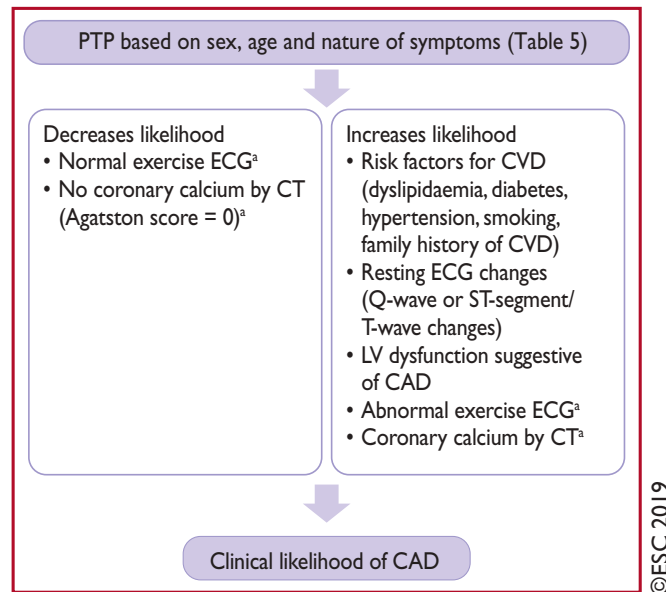 PTP based on sex, age and nature of symptoms (Table 5)
Decreases likelihood
• Normal exercise ECGᵃ
• No coronary calcium by CT
(Agatston score = 0)ᵃ
Increases likelihood
• Risk factors for CVD
(dyslipidaemia, diabetes,
hypertension, smoking,
family history of CVD)
• Resting ECG changes
(Q-wave or ST-segment/
T-wave changes)
• LV dysfunction suggestive
of CAD
• Abnormal exercise ECGᵃ
• Coronary calcium by CTᵃ
Clinical likelihood of CAD
©ESC 2019